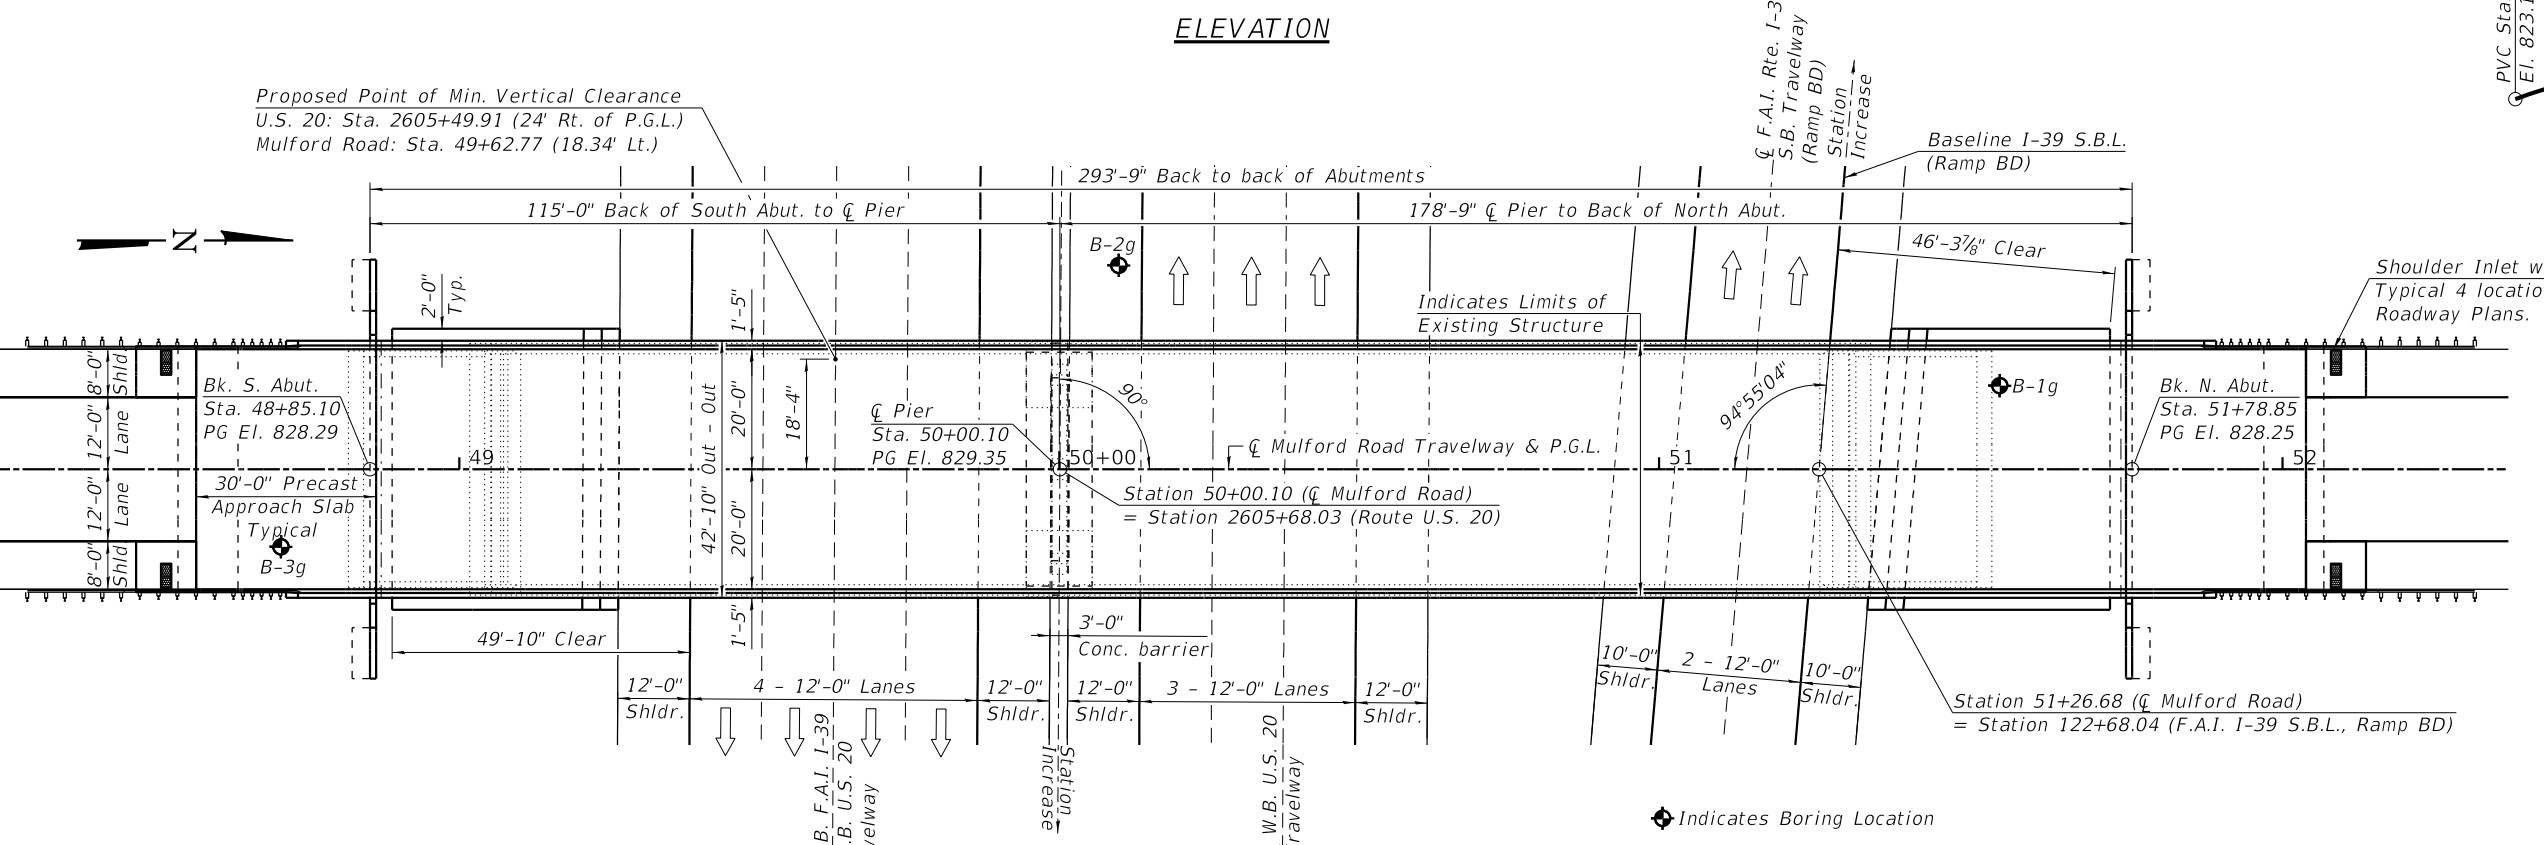 ELEVATION
PVC Sta
El. 823.1
Proposed Point of Min. Vertical Clearance
U.S. 20: Sta. 2605+49.91 (24' Rt. of P.G.L.)
Mulford Road: Sta. 49+62.77 (18.34' Lt.)
℄ F.A.I. Rte. I-3
S.B. Travelway
(Ramp BD)
Station
Increase
Baseline I-39 S.B.L.
(Ramp BD)
293'-9" Back to back of Abutments
115'-0" Back of South Abut. to ℄ Pier
178'-9" ℄ Pier to Back of North Abut.
N
B-2g
46'-3⅞" Clear
2'-0"
Typ.
1'-5"
Indicates Limits of
Existing Structure
Shoulder Inlet w
Typical 4 locatio
Roadway Plans.
8'-0"
Shld.
12'-0"
Lane
12'-0"
Lane
8'-0"
Shld.
Bk. S. Abut.
Sta. 48+85.10
PG El. 828.29
42'-10" Out - Out
20'-0"
20'-0"
18'-4"
℄ Pier
Sta. 50+00.10
PG El. 829.35
90°
94°55'04"
B-1g
Bk. N. Abut.
Sta. 51+78.85
PG El. 828.25
℄ Mulford Road Travelway & P.G.L.
49
50+00
51
52
30'-0" Precast
Approach Slab
Typical
B-3g
Station 50+00.10 (℄ Mulford Road)
= Station 2605+68.03 (Route U.S. 20)
1'-5"
49'-10" Clear
3'-0"
Conc. barrier
12'-0"
Shldr.
4 - 12'-0" Lanes
12'-0"
Shldr.
12'-0"
Shldr.
3 - 12'-0" Lanes
12'-0"
Shldr.
10'-0"
Shldr.
2 - 12'-0"
Lanes
10'-0"
Shldr.
Station 51+26.68 (℄ Mulford Road)
= Station 122+68.04 (F.A.I. I-39 S.B.L., Ramp BD)
B. F.A.I. I-39
.B. U.S. 20
velway
Station
Increase
W.B. U.S. 20
ravelway
Indicates Boring Location